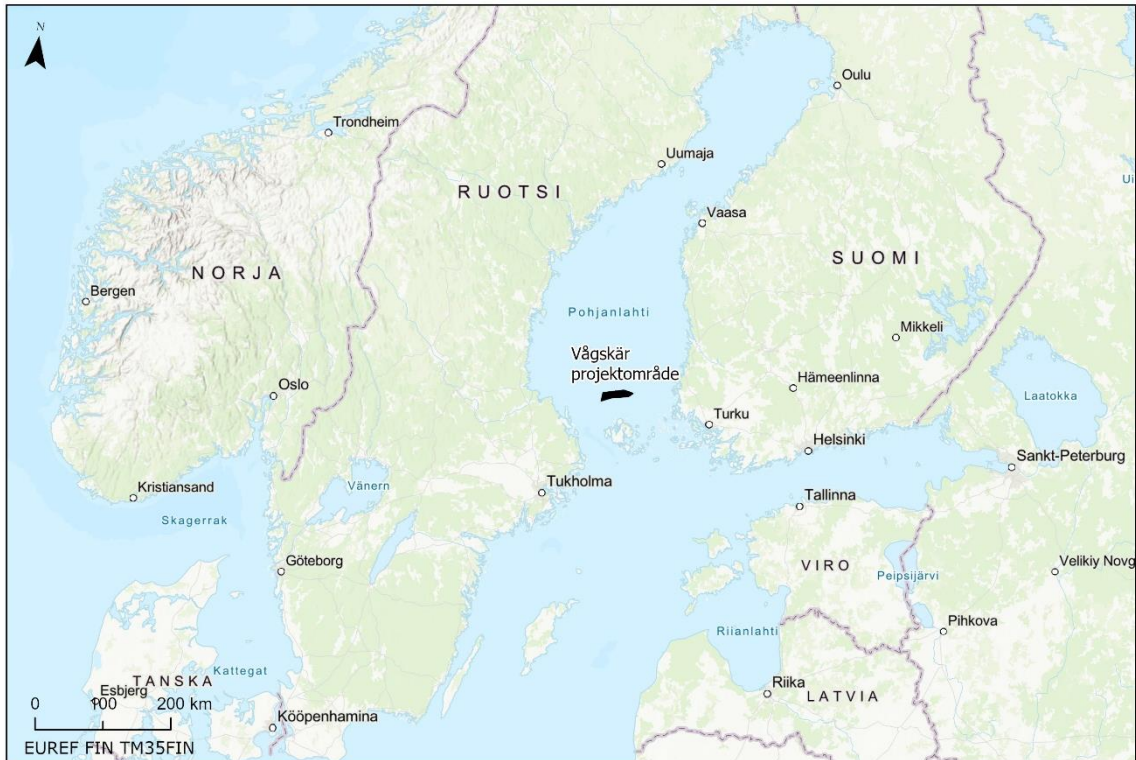 N
Oulu
Trondheim
Uumaja
RUOTSI
Vaasa
SUOMI
NORJA
Bergen
Pohjanlahti
Mikkeli
Vågskär
projektområde
Hämeenlinna
Oslo
Laatokka
Turku
Helsinki
Sankt-Peterburg
Vänern
Tukholma
Kristiansand
Tallinna
Skagerrak
VIRO
Göteborg
Peipsijärvi
Velikiy Novg
Riianlahti
Pihkova
Kattegat
TANSKA
Esbjerg
Riika
LATVIA
0 100 200 km
Kööpenhamina
EUREF FIN TM35FIN